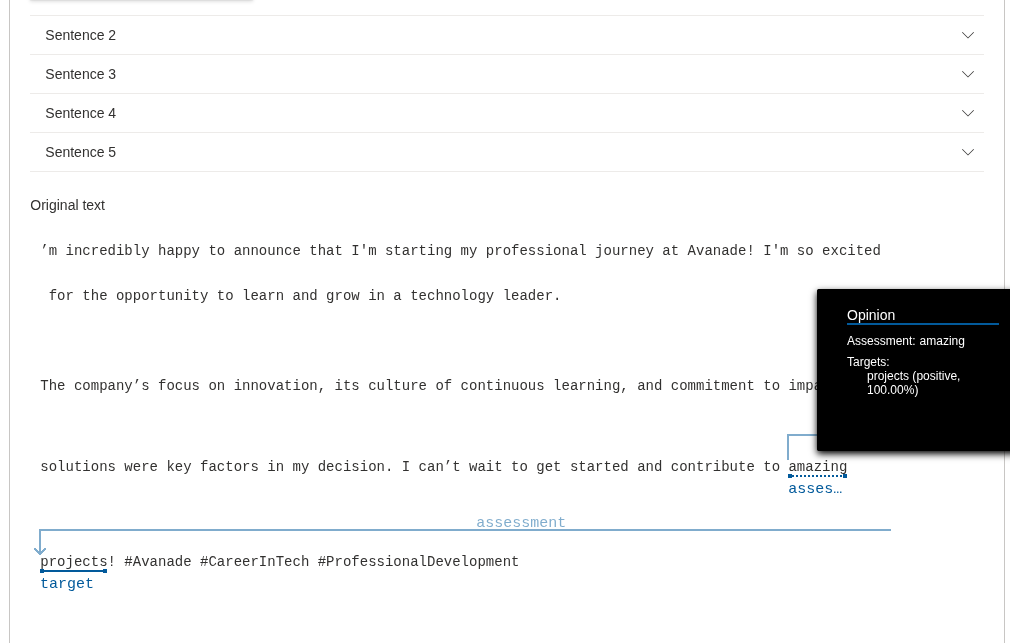 Sentence 2
Sentence 3
Sentence 4
Sentence 5
Original text
’m incredibly happy to announce that I'm starting my professional journey at Avanade! I'm so excited
for the opportunity to learn and grow in a technology leader.
Opinion
Assessment: amazing
Targets:
projects (positive,
100.00%)
The company’s focus on innovation, its culture of continuous learning, and commitment to
solutions were key factors in my decision. I can’t wait to get started and contribute to amazing
asses…
assessment
projects! #Avanade #CareerInTech #ProfessionalDevelopment
target